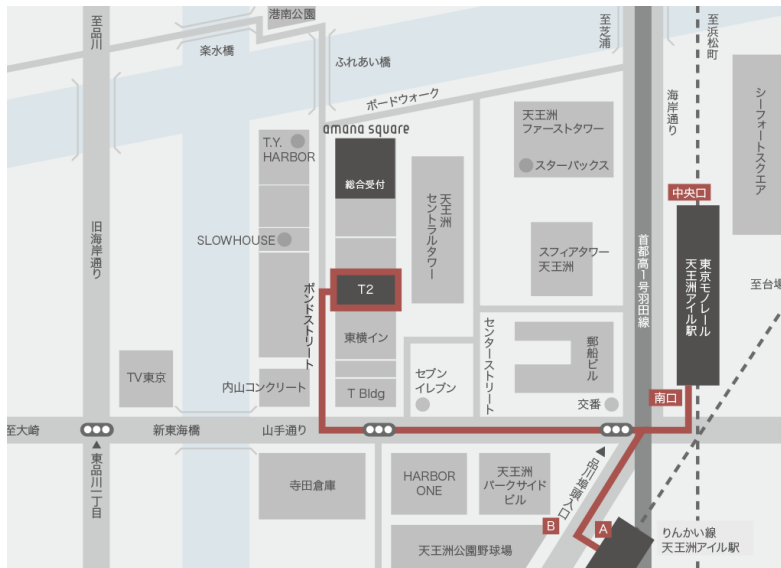 港南公園
至品川
楽水橋
ふれあい橋
至芝浦
至浜松町
海岸通り
ボードウォーク
amana square
シーフォートスクエア
天王洲
ファーストタワー
スターバックス
T.Y.
HARBOR
総合受付
中央口
旧海岸通り
天王洲
セントラルタワー
SLOWHOUSE
スフィアタワー
天王洲
首都高1号羽田線
東京モノレール
天王洲アイル駅
至台場
ボンドストリート
T2
東横イン
センターストリート
郵船ビル
TV東京
内山コンクリート
T Bldg
セブン
イレブン
交番
南口
至大崎
新東海橋
山手通り
▲東品川一丁目
寺田倉庫
HARBOR
ONE
天王洲
パークサイド
ビル
▲品川埠頭入口
B
A
りんかい線
天王洲アイル駅
天王洲公園野球場